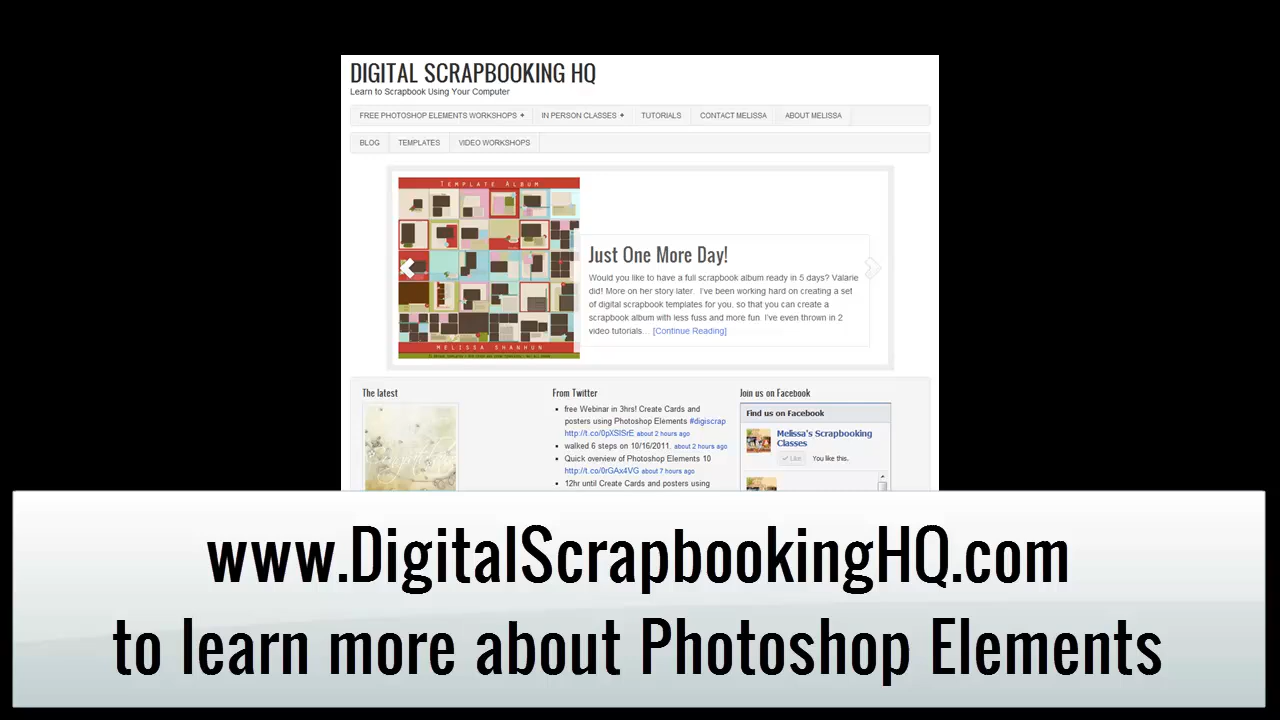 DIGITAL SCRAPBOOKING HQ
Learn to Scrapbook Using Your Computer
FREE PHOTOSHOP ELEMENTS WORKSHOPS + IN PERSON CLASSES + TUTORIALS CONTACT MELISSA ABOUT MELISSA
BLOG TEMPLATES VIDEO WORKSHOPS
TEMPLATE ALBUM
MELISSA SHANHUN
Just One More Day!
Would you like to have a full scrapbook album ready in 5 days? Valarie
did! More on her story later. I've been working hard on creating a set
of digital scrapbook templates for you, so that you can create a
scrapbook album with less fuss and more fun. I've even thrown in 2
video tutorials... [Continue Reading]
The latest
From Twitter
free Webinar in 3hrs! Create Cards and
posters using Photoshop Elements #digiscrap
http://t.co/0pXSISrE about 2 hours ago
walked 6 steps on 10/16/2011. about 2 hours ago
Quick overview of Photoshop Elements 10
http://t.co/0rGAx4VG about 7 hours ago
12hr until Create Cards and posters using
Join us on Facebook
Find us on Facebook
Melissa's Scrapbooking
Classes
Like You like this.
www.DigitalScrapbookingHQ.com
to learn more about Photoshop Elements